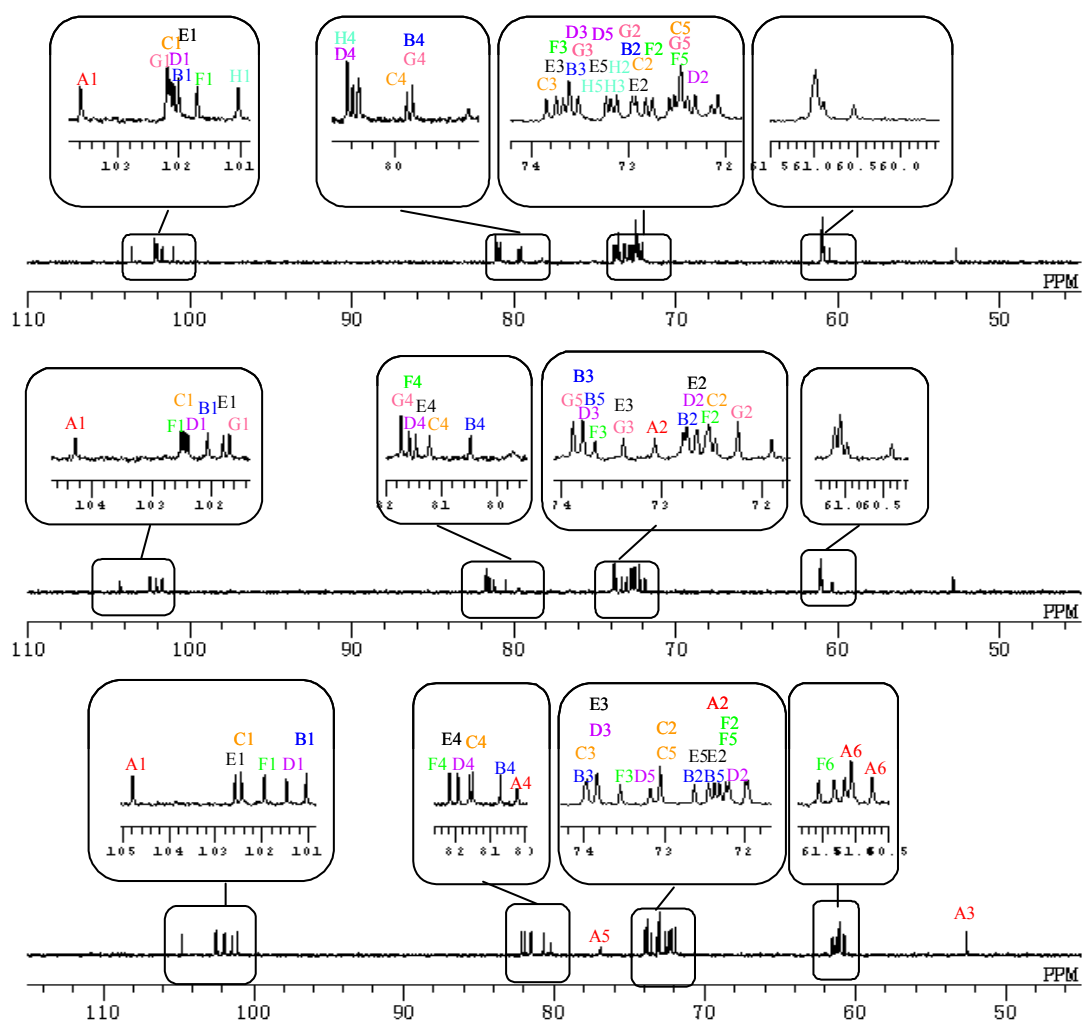 E1
C1
D1
G1
B1
A1
F1
H1
103 102 101
H4
D4
B4
G4
C4
80
D3 D5 G2 C5
F3 G3 B2 F2 G5
E3 B3 E5 H2 C2 F5
C3 H5 H3 E2 D2
74 73 72
61.0 60.5 60.0
PPM
110 100 90 80 70 60 50
C1 B1 E1
A1 F1 D1 G1
104 103 102
F4
G4 E4
D4 C4 B4
82 81 80
B3
G5 B5 E3 E2
D3 D2 C2
F3 G3 A2 B2 F2 G2
74 73 72
61.0 60.5
PPM
110 100 90 80 70 60 50
C1 B1
A1 E1 F1 D1
105 104 103 102 101
E4 C4
F4 D4 B4
A4
82 81 80
E3 A2
D3 C2 F2
C3 C5 F5
E5 E2
B3 F3 D5 B2 B5 D2
74 73 72
A6
F6 A6
A5
A3
PPM
110 100 90 80 70 60 50